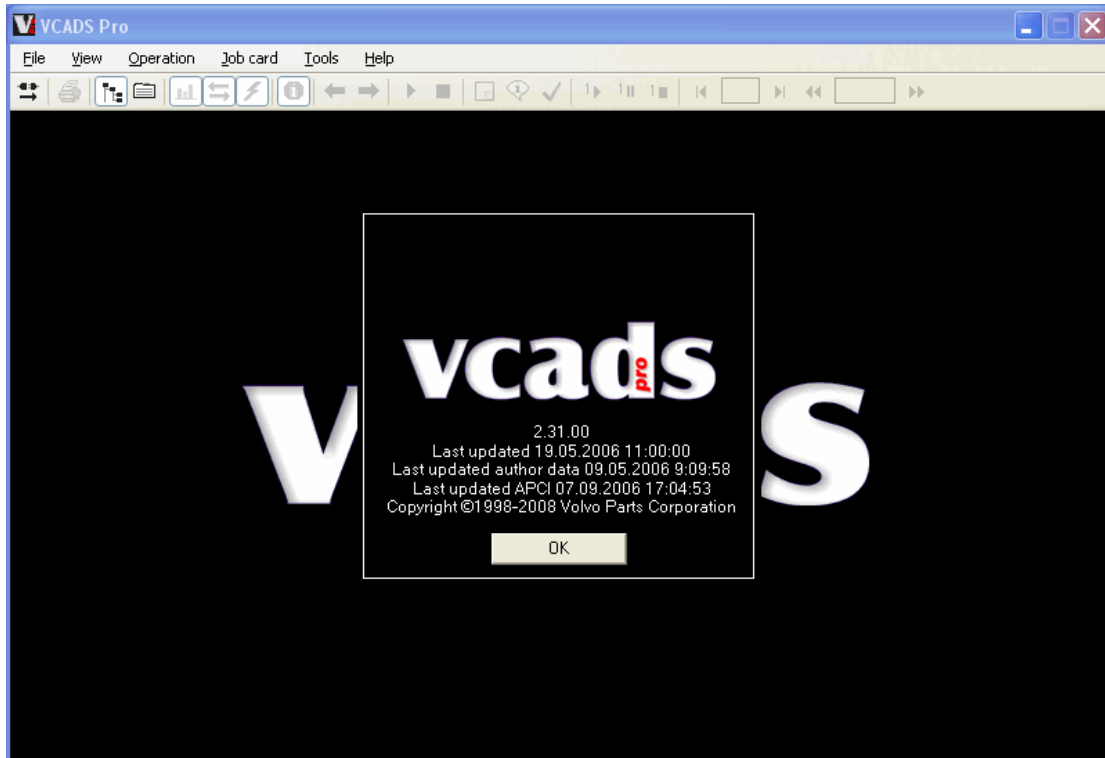 VCADS Pro
File View Operation Job card Tools Help
vcads pro
2.31.00
Last updated 19.05.2006 11:00:00
Last updated author data 09.05.2006 9:09:58
Last updated APCI 07.09.2006 17:04:53
Copyright ©1998-2008 Volvo Parts Corporation
OK